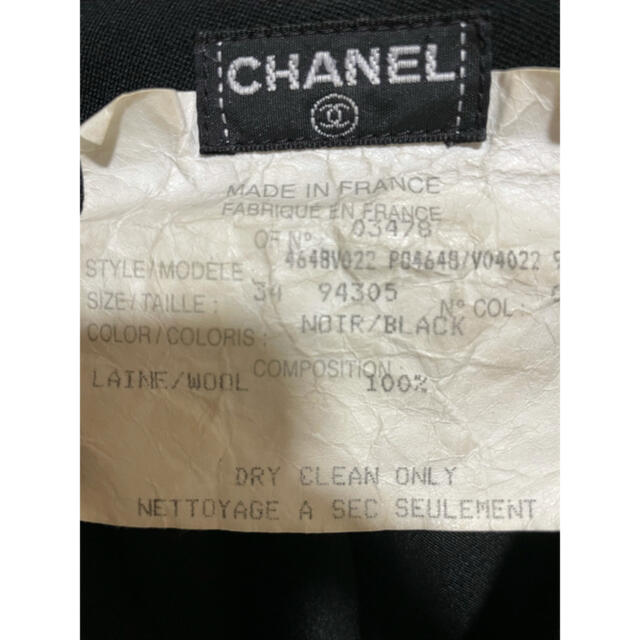 CHANEL
MADE IN FRANCE
FABRIQUE EN FRANCE
OF N° 03478
STYLE/MODELE 4648V022 P04648/V04022 9
SIZE/TAILLE : 34 94305 N° COL :
COLOR/COLORIS : NOIR/BLACK
COMPOSITION :
LAINE/WOOL 100%
DRY CLEAN ONLY
NETTOYAGE A SEC SEULEMENT